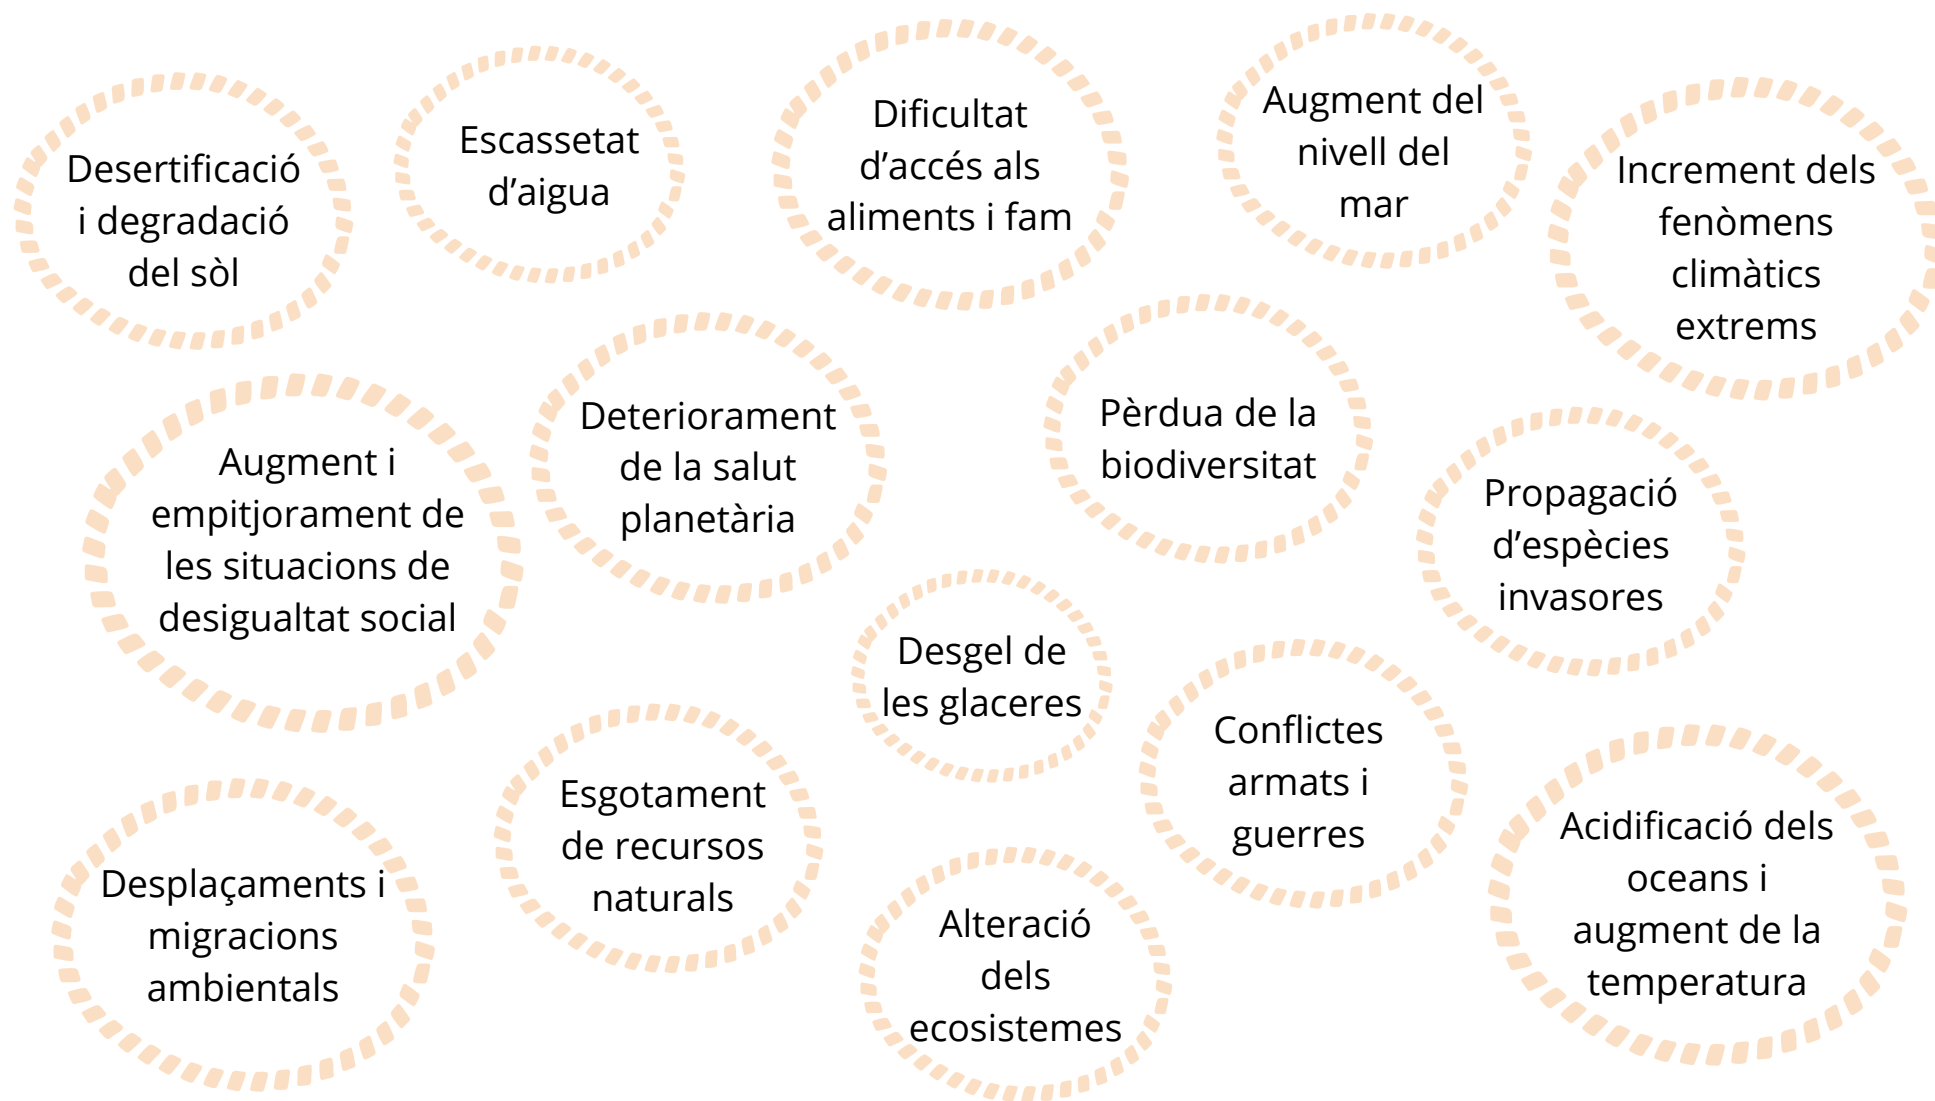 Desertificació
i degradació
del sòl
Escassetat
d’aigua
Dificultat
d’accés als
aliments i fam
Augment del
nivell del
mar
Increment dels
fenòmens
climàtics
extrems
Augment i
empitjorament de
les situacions de
desigualtat social
Deteriorament
de la salut
planetària
Pèrdua de la
biodiversitat
Propagació
d’espècies
invasores
Desgel de
les glaceres
Conflictes
armats i
guerres
Desplaçaments i
migracions
ambientals
Esgotament
de recursos
naturals
Alteració
dels
ecosistemes
Acidificació dels
oceans i
augment de la
temperatura